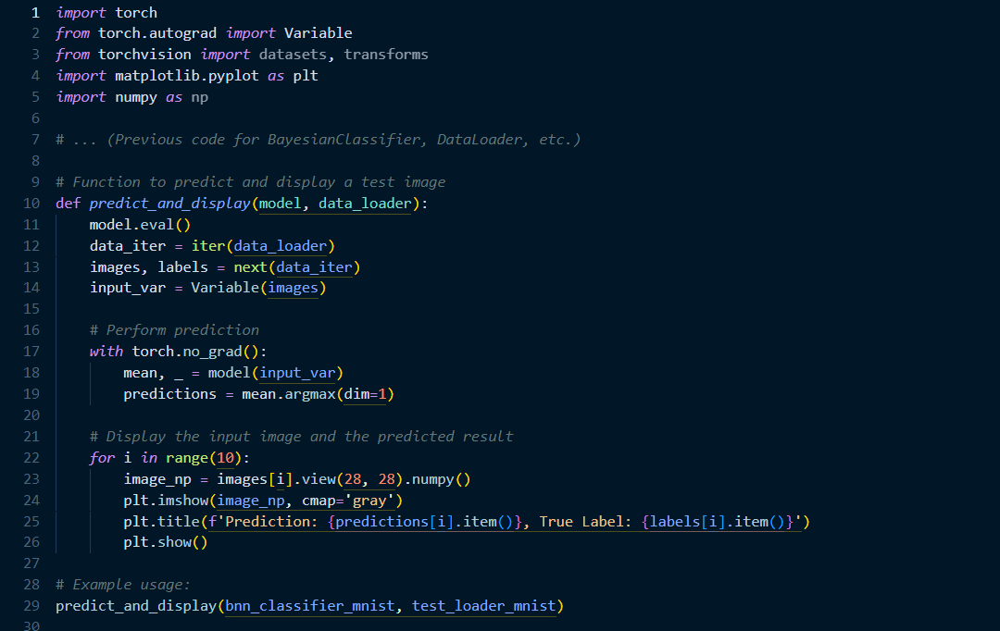 1 import torch
2 from torch.autograd import Variable
3 from torchvision import datasets, transforms
4 import matplotlib.pyplot as plt
5 import numpy as np
6
7 # ... (Previous code for BayesianClassifier, DataLoader, etc.)
8
9 # Function to predict and display a test image
10 def predict_and_display(model, data_loader):
11     model.eval()
12     data_iter = iter(data_loader)
13     images, labels = next(data_iter)
14     input_var = Variable(images)
15
16     # Perform prediction
17     with torch.no_grad():
18         mean, _ = model(input_var)
19         predictions = mean.argmax(dim=1)
20
21     # Display the input image and the predicted result
22     for i in range(10):
23         image_np = images[i].view(28, 28).numpy()
24         plt.imshow(image_np, cmap='gray')
25         plt.title(f'Prediction: {predictions[i].item()}, True Label: {labels[i].item()}')
26         plt.show()
27
28 # Example usage:
29 predict_and_display(bnn_classifier_mnist, test_loader_mnist)
30